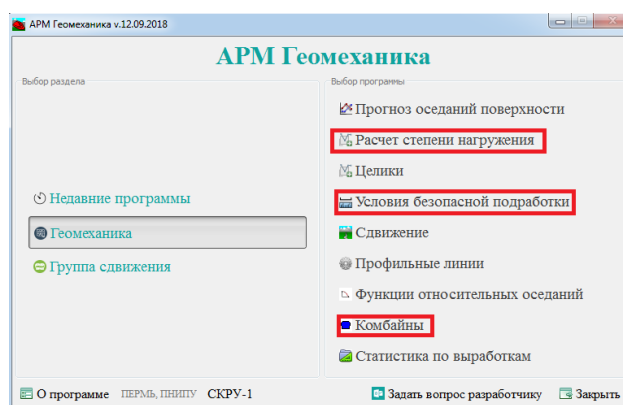 АРМ Геомеханика v.12.09.2018
АРМ Геомеханика
Выбор раздела
Недавние программы
Геомеханика
Группа сдвижения
Выбор программы
Прогноз оседаний поверхности
Расчет степени нагружения
Целики
Условия безопасной подработки
Сдвижение
Профильные линии
Функции относительных оседаний
Комбайны
Статистика по выработкам
О программе ПЕРМЬ, ПНИПУ СКРУ-1 Задать вопрос разработчику Закрыть